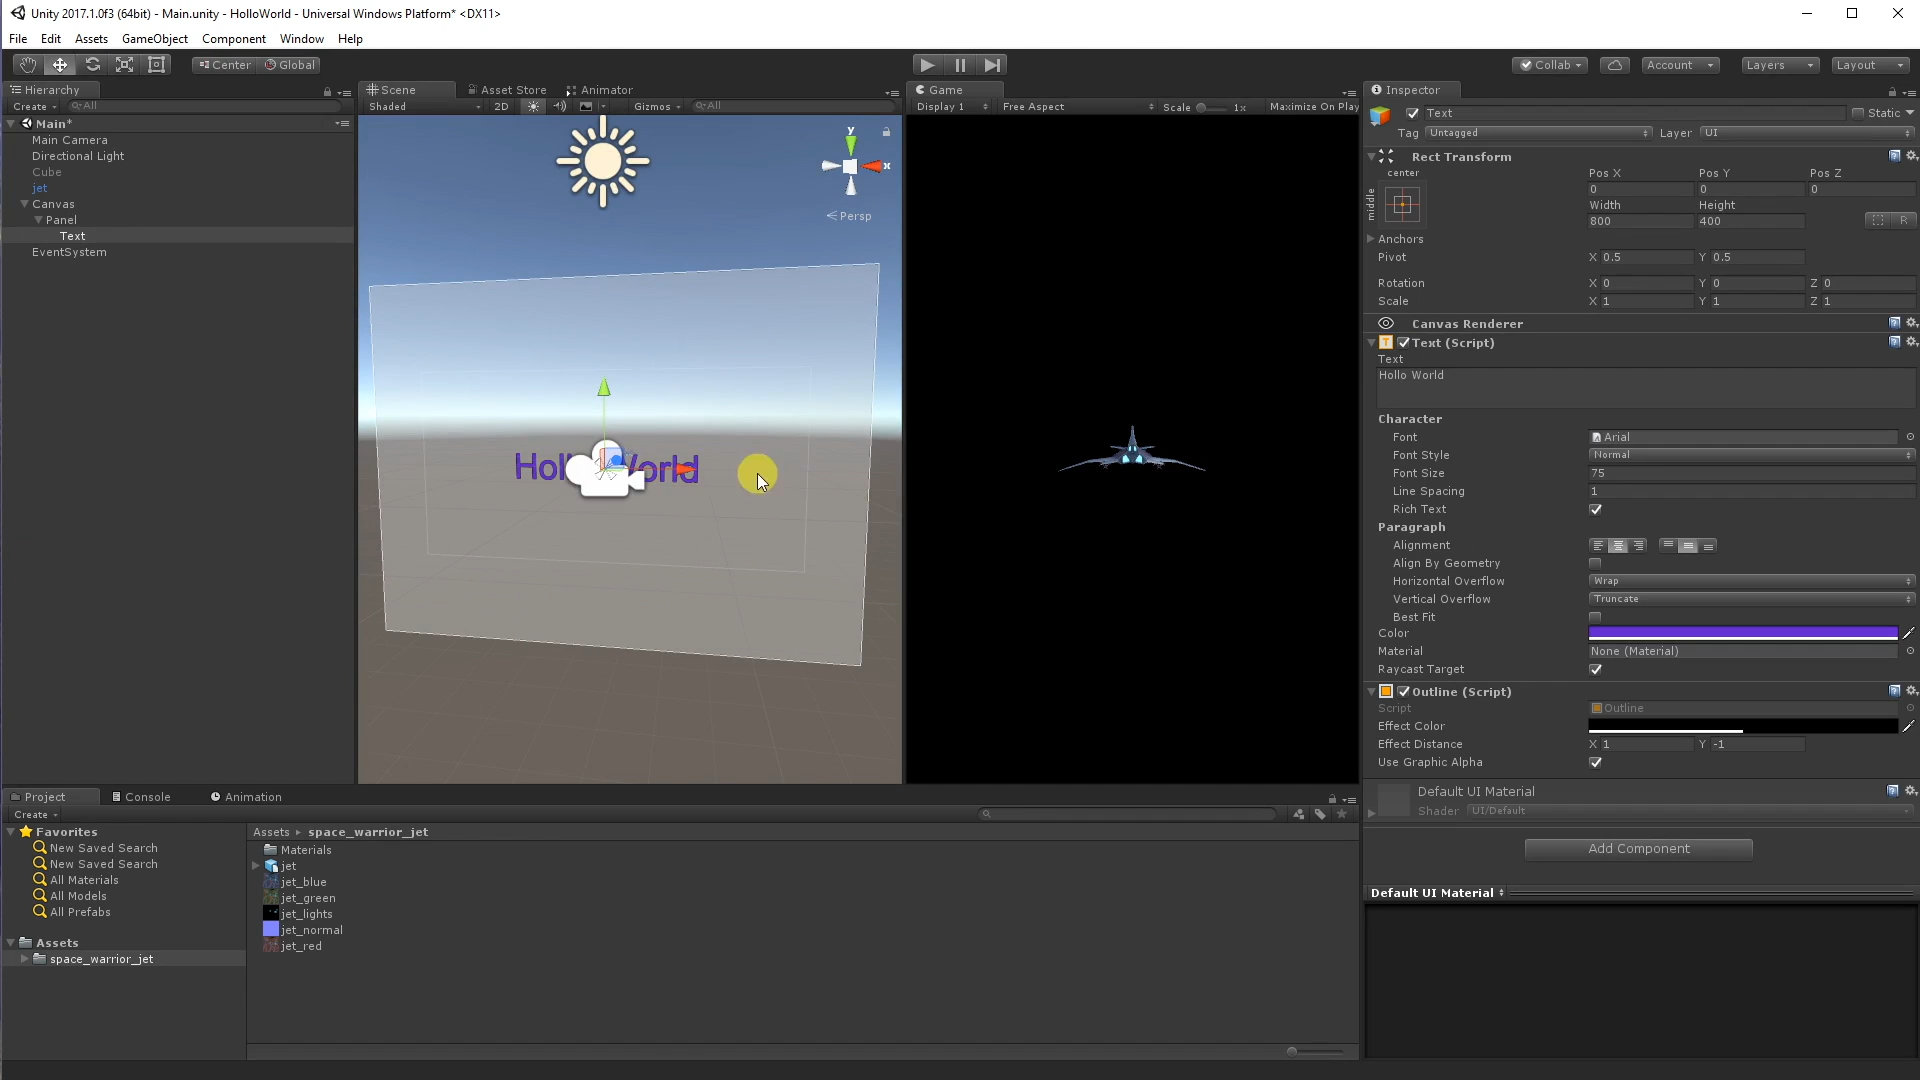 Unity 2017.1.0f3 (64bit) - Main.unity - HolloWorld - Universal Windows Platform* <DX11>
File Edit Assets GameObject Component Window Help
Center Global Collab Account Layers Layout
Hierarchy
Create All
Main*
Main Camera
Directional Light
Cube
jet
Canvas
Panel
Text
EventSystem
Scene Asset Store Animator
Shaded 2D Gizmos All
y
x
Persp
Game
Display 1 Free Aspect Scale 1x Maximize On Play
Inspector
Text Static
Tag Untagged Layer UI
Rect Transform
center
middle
Pos X Pos Y Pos Z
0 0 0
Width Height
800 400 R
Anchors
Pivot X 0.5 Y 0.5
Rotation X 0 Y 0 Z 0
Scale X 1 Y 1 Z 1
Canvas Renderer
Text (Script)
Text
Hollo World
Character
Font Arial
Font Style Normal
Font Size 75
Line Spacing 1
Rich Text
Paragraph
Alignment
Align By Geometry
Horizontal Overflow Wrap
Vertical Overflow Truncate
Best Fit
Color
Material None (Material)
Raycast Target
Outline (Script)
Script Outline
Effect Color
Effect Distance X 1 Y -1
Use Graphic Alpha
Default UI Material
Shader UI/Default
Add Component
Default UI Material
Project Console Animation
Create
Favorites
New Saved Search
New Saved Search
All Materials
All Models
All Prefabs
Assets
space_warrior_jet
Assets space_warrior_jet
Materials
jet
jet_blue
jet_green
jet_lights
jet_normal
jet_red